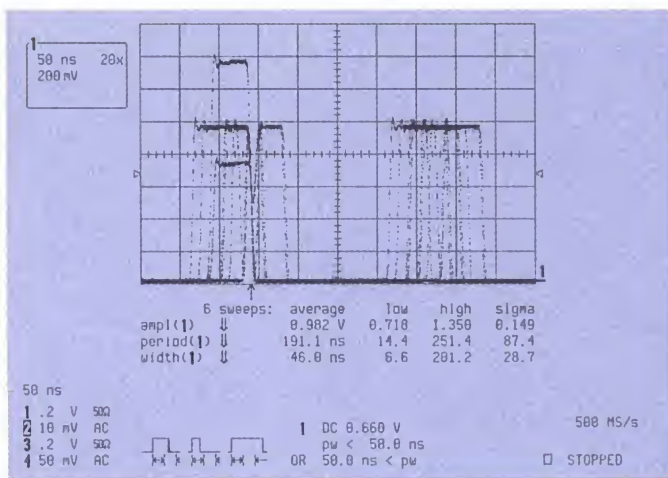 1
50 ns 20x
200 mV
1
6 sweeps: average low high sigma
ampl(1) ⇓ 0.982 V 0.718 1.350 0.149
period(1) ⇓ 191.1 ns 14.4 251.4 87.4
width(1) ⇓ 46.0 ns 6.6 201.2 28.7
50 ns
1 .2 V 50Ω
2 10 mV AC
3 .2 V 50Ω
4 50 mV AC
1 DC 0.660 V
pw < 50.0 ns
OR 50.0 ns < pw
500 MS/s
STOPPED